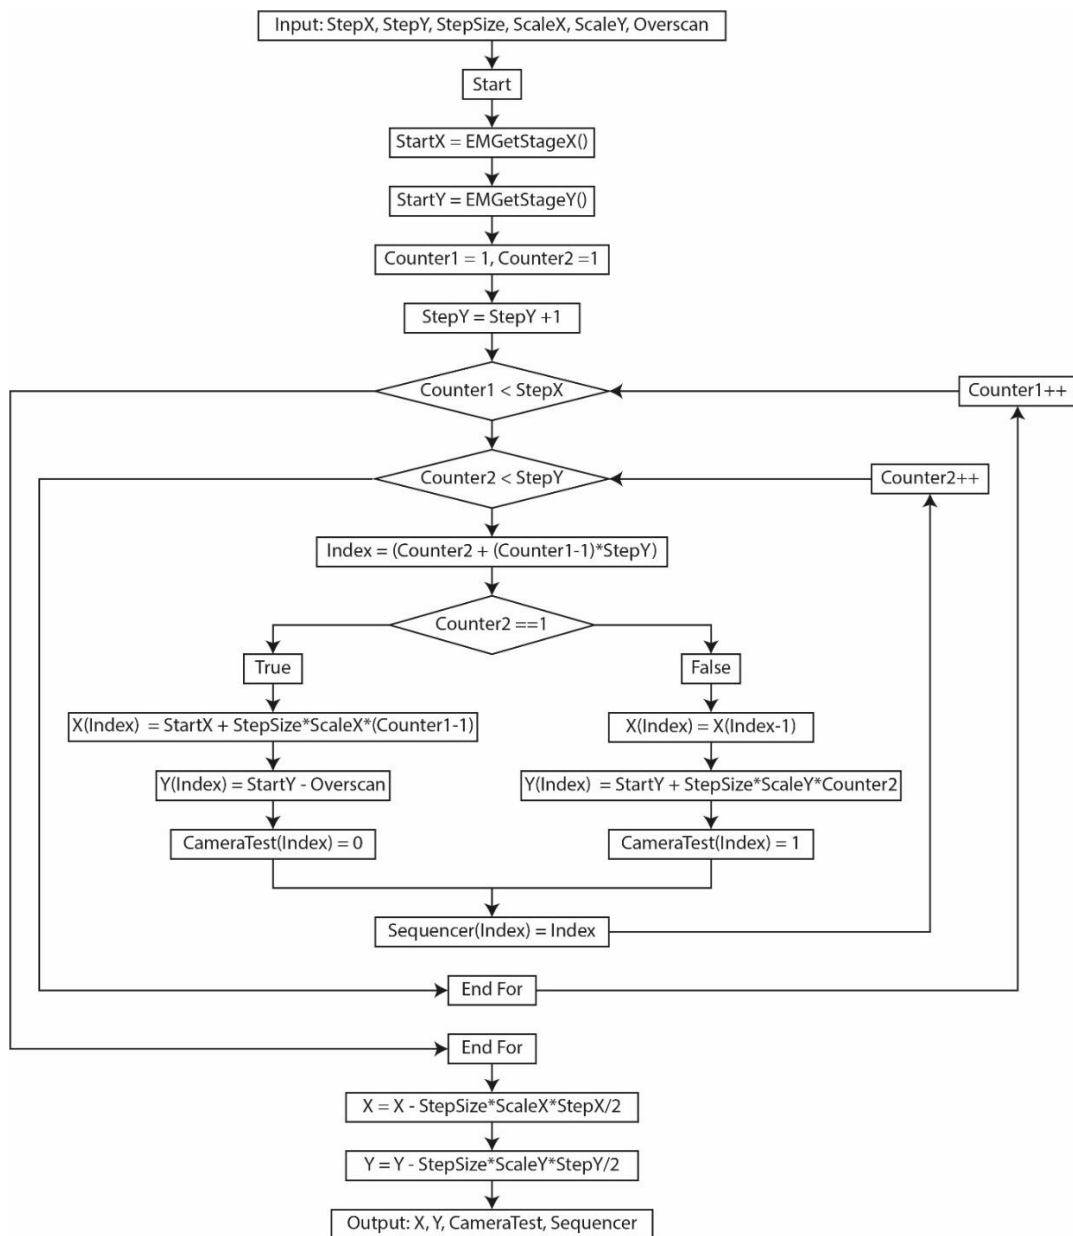 Input: StepX, StepY, StepSize, ScaleX, ScaleY, Overscan
Start
StartX = EMGetStageX()
StartY = EMGetStageY()
Counter1 = 1, Counter2 =1
StepY = StepY +1
Counter1 < StepX
Counter1++
Counter2 < StepY
Counter2++
Index = (Counter2 + (Counter1-1)*StepY)
Counter2 ==1
True
False
X(Index) = StartX + StepSize*ScaleX*(Counter1-1)
X(Index) = X(Index-1)
Y(Index) = StartY - Overscan
Y(Index) = StartY + StepSize*ScaleY*Counter2
CameraTest(Index) = 0
CameraTest(Index) = 1
Sequencer(Index) = Index
End For
End For
X = X - StepSize*ScaleX*StepX/2
Y = Y - StepSize*ScaleY*StepY/2
Output: X, Y, CameraTest, Sequencer